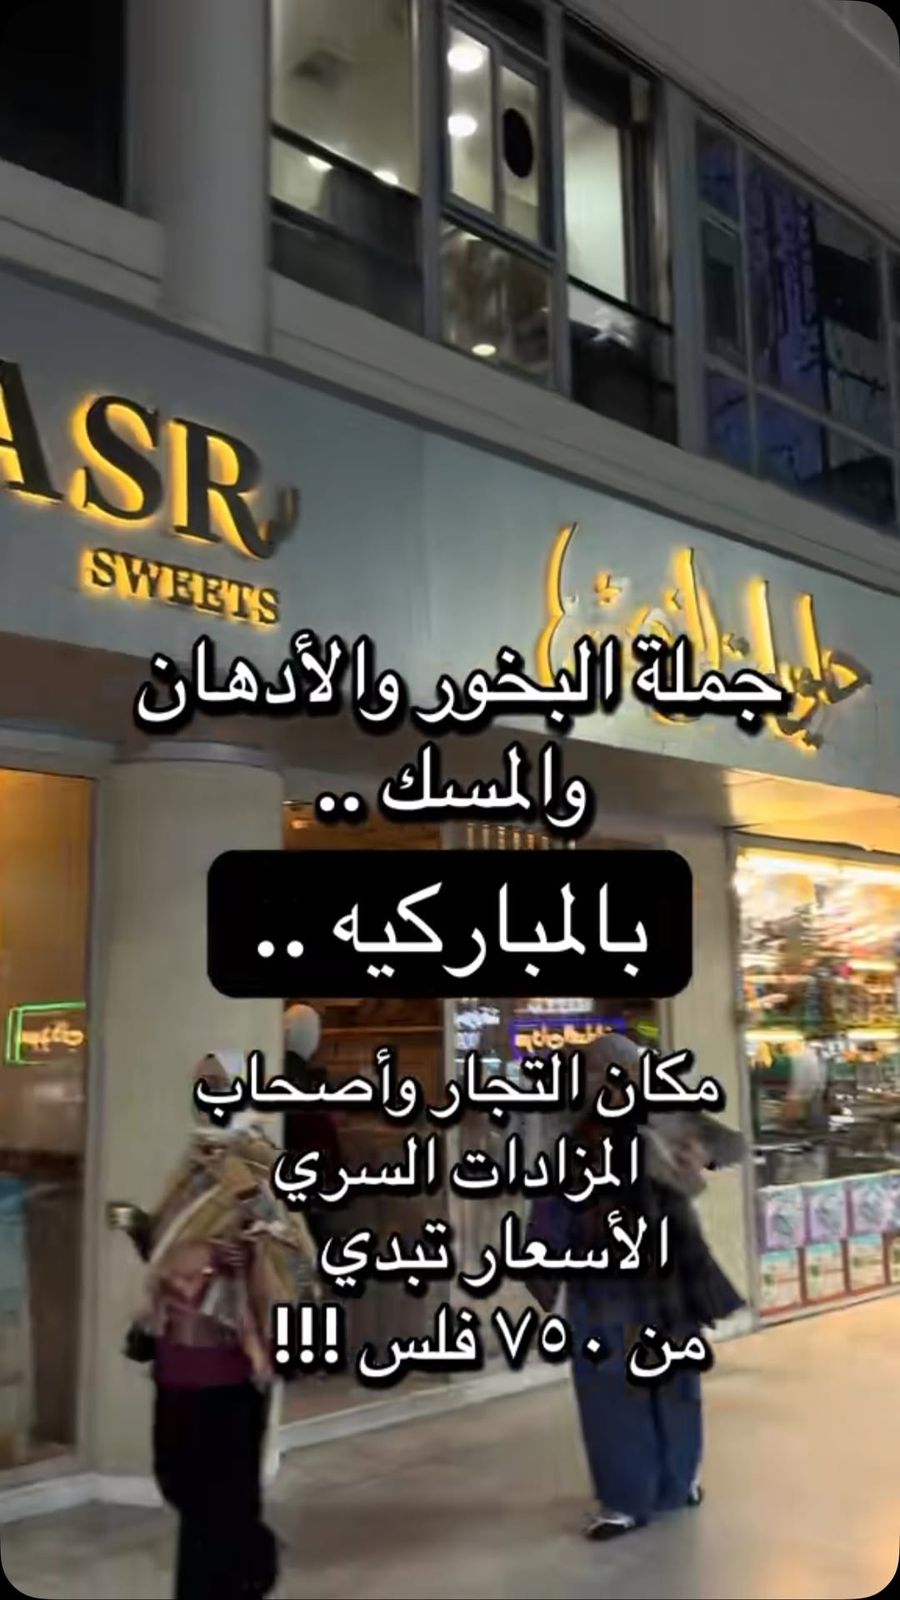 ASR
SWEETS
جملة البخور والأدهان
والمسك ..
بالمباركيه ..
مكان التجار وأصحاب
المزادات السري
الأسعار تبدي
من ٧٥٠ فلس !!!